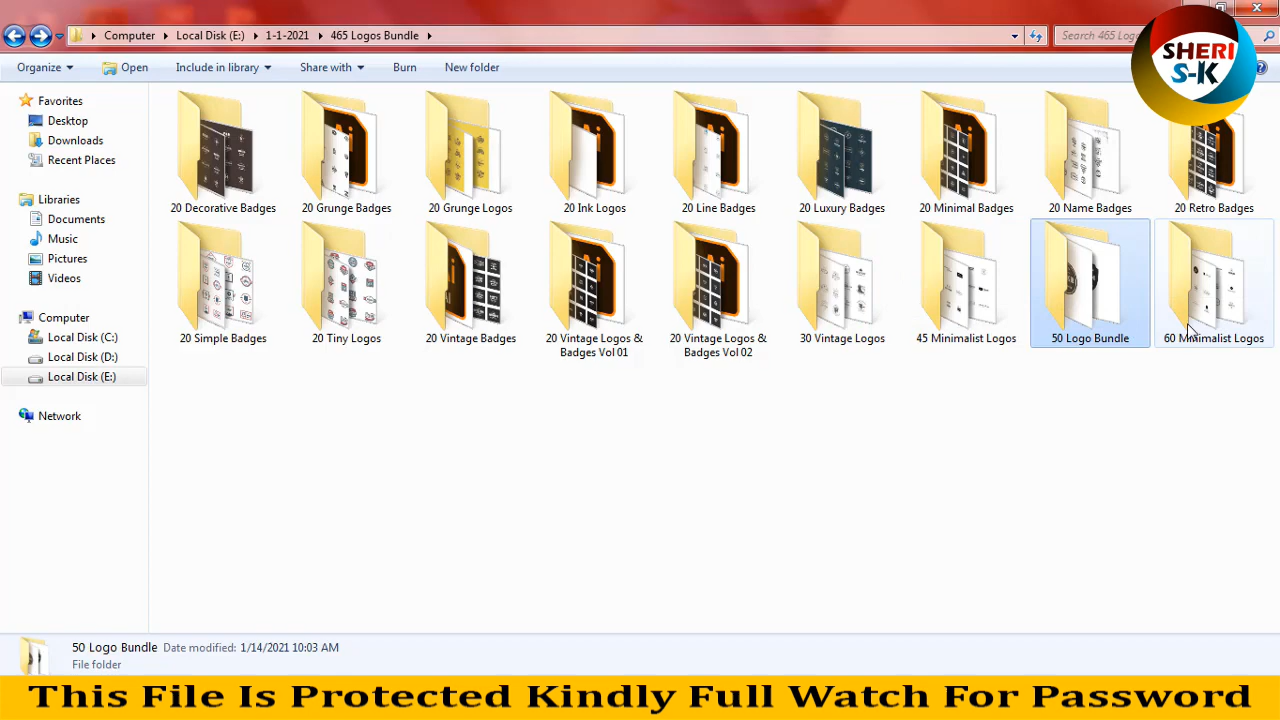 Computer
Local Disk (E:)
1-1-2021
465 Logos Bundle
Search 465 Log
SHERI
S-K
Organize
Open
Include in library
Share with
Burn
New folder
Favorites
Desktop
Downloads
Recent Places
Libraries
Documents
Music
Pictures
Videos
Computer
Local Disk (C:)
Local Disk (D:)
Local Disk (E:)
Network
20 Decorative Badges
20 Grunge Badges
20 Grunge Logos
20 Ink Logos
20 Line Badges
20 Luxury Badges
20 Minimal Badges
20 Name Badges
20 Retro Badges
20 Simple Badges
20 Tiny Logos
20 Vintage Badges
20 Vintage Logos &
Badges Vol 01
20 Vintage Logos &
Badges Vol 02
30 Vintage Logos
45 Minimalist Logos
50 Logo Bundle
60 Minimalist Logos
50 Logo Bundle Date modified: 1/14/2021 10:03 AM
File folder
This File Is Protected Kindly Full Watch For Password